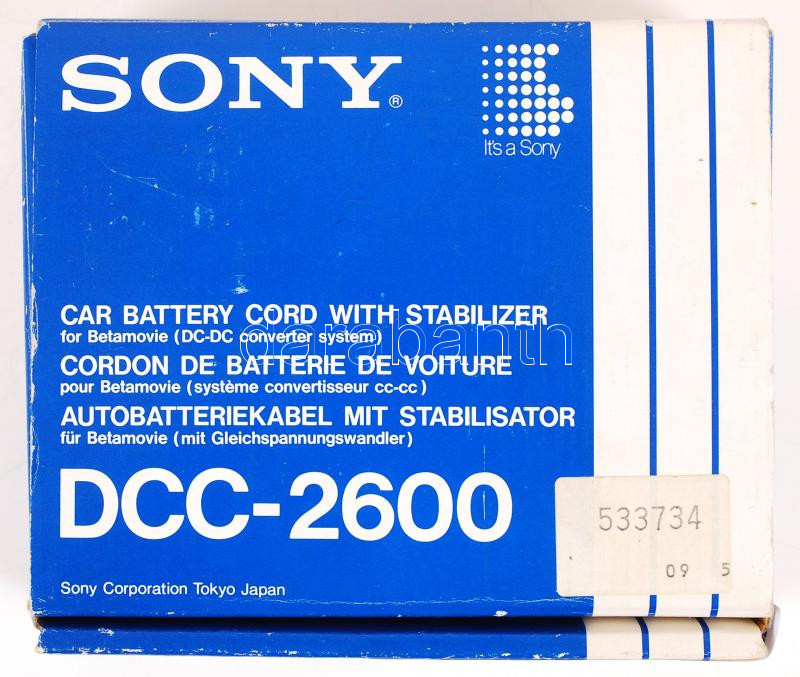 SONY®
It's a Sony
CAR BATTERY CORD WITH STABILIZER
for Betamovie (DC-DC converter system)
CORDON DE BATTERIE DE VOITURE
pour Betamovie (système convertisseur CC-CC)
AUTOBATTERIEKABEL MIT STABILISATOR
für Betamovie (mit Gleichspannungswandler)
darabanth
DCC-2600
533734
09 5
Sony Corporation Tokyo Japan